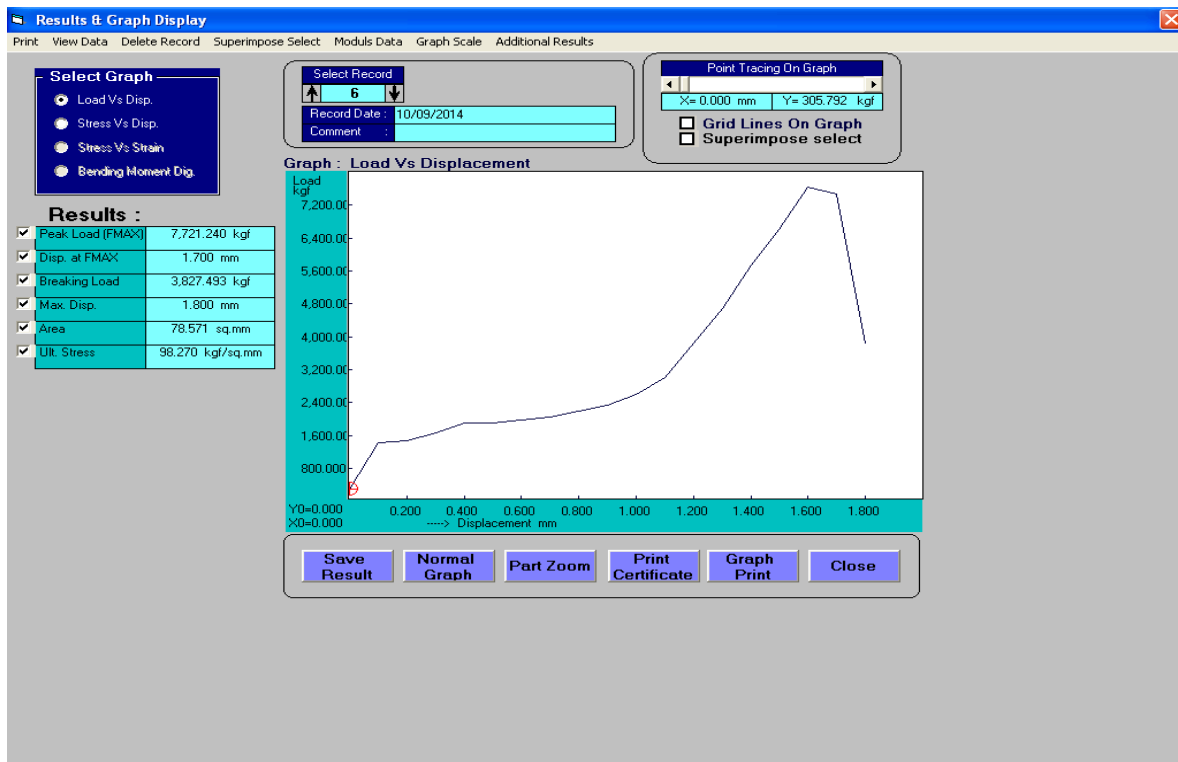 Results & Graph Display
Print View Data Delete Record Superimpose Select Moduls Data Graph Scale Additional Results
Select Graph
Load Vs Disp.
Stress Vs Disp.
Stress Vs Strain
Bending Moment Dig.
Select Record
6
Record Date : 10/09/2014
Comment :
Point Tracing On Graph
X= 0.000 mm Y= 305.792 kgf
Grid Lines On Graph
Superimpose select
Results :
Peak Load (FMAX) 7,721.240 kgf
Disp. at FMAX 1.700 mm
Breaking Load 3,827.493 kgf
Max. Disp. 1.800 mm
Area 78.571 sq.mm
Ult. Stress 98.270 kgf/sq.mm
Graph : Load Vs Displacement
Load
kgf
7,200.00
6,400.00
5,600.00
4,800.00
4,000.00
3,200.00
2,400.00
1,600.00
800.000
Y0=0.000
X0=0.000
0.200 0.400 0.600 0.800 1.000 1.200 1.400 1.600 1.800
----> Displacement mm
Save Result
Normal Graph
Part Zoom
Print Certificate
Graph Print
Close